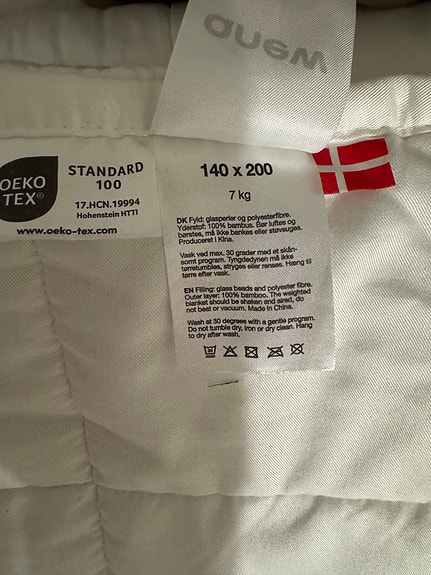 OEKO
TEX®
STANDARD
100
17.HCN.19994
Hohenstein HTTI
www.oeko-tex.com
140 x 200
7 kg
DK Fyld: glasperler og polyesterfibre.
Yderstof: 100% bambus. Bør luftes og
børstes, må ikke bankes eller støvsuges.
Produceret i Kina.
Vask ved max. 30 grader med et skån-
somt program. Tyngdedynen må ikke
tørretumbles, stryges eller renses. Hæng til
tørre efter vask.
EN Filling: glass beads and polyester fibre.
Outer layer: 100% bamboo. The weighted
blanket should be shaken and aired, do
not beat or vacuum. Made in China.
Wash at 30 degrees with a gentle program.
Do not tumble dry, iron or dry clean. Hang
to dry after wash.